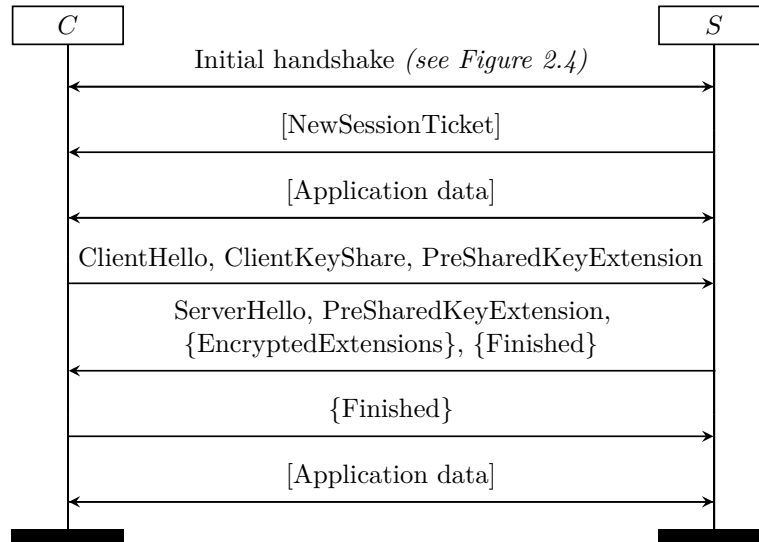 C S
Initial handshake (see Figure 2.4)
[NewSessionTicket]
[Application data]
ClientHello, ClientKeyShare, PreSharedKeyExtension
ServerHello, PreSharedKeyExtension,
{EncryptedExtensions}, {Finished}
{Finished}
[Application data]